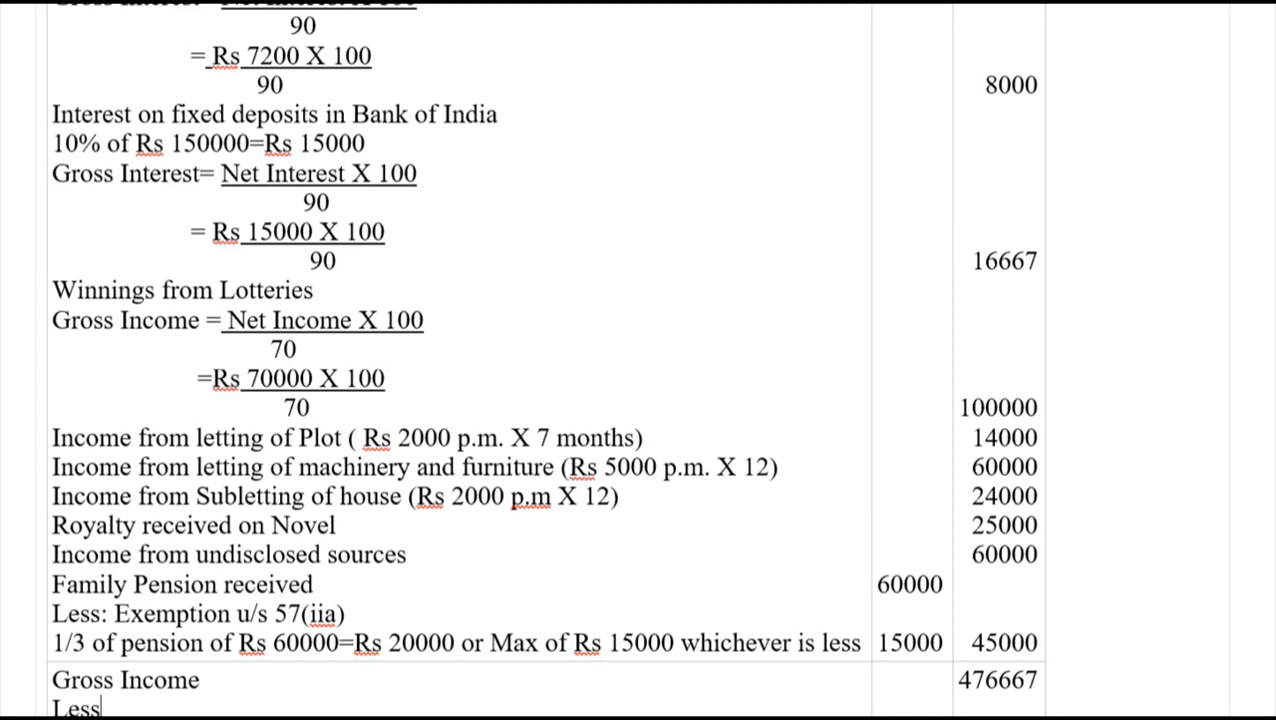 90
= Rs 7200 X 100
90 8000
Interest on fixed deposits in Bank of India
10% of Rs 150000=Rs 15000
Gross Interest= Net Interest X 100
90
= Rs 15000 X 100
90 16667
Winnings from Lotteries
Gross Income = Net Income X 100
70
=Rs 70000 X 100
70 100000
Income from letting of Plot ( Rs 2000 p.m. X 7 months) 14000
Income from letting of machinery and furniture (Rs 5000 p.m. X 12) 60000
Income from Subletting of house (Rs 2000 p.m X 12) 24000
Royalty received on Novel 25000
Income from undisclosed sources 60000
Family Pension received 60000
Less: Exemption u/s 57(iia)
1/3 of pension of Rs 60000=Rs 20000 or Max of Rs 15000 whichever is less 15000 45000
Gross Income 476667
Less